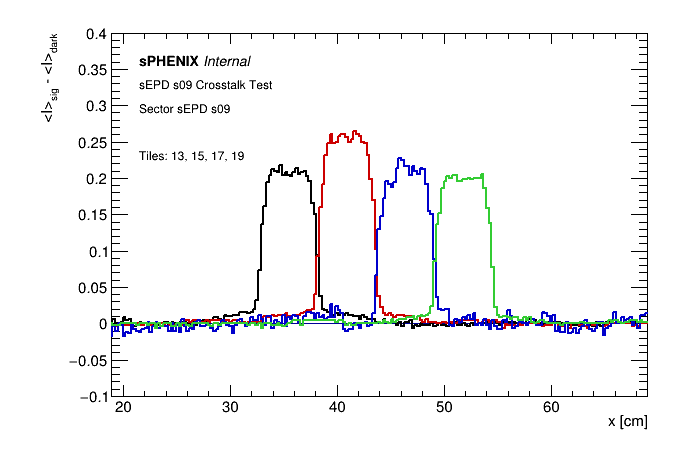 <I>sig - <I>dark
0.4
0.35
0.3
0.25
0.2
0.15
0.1
0.05
0
−0.05
−0.1
sPHENIX Internal
sEPD s09 Crosstalk Test
Sector sEPD s09
Tiles: 13, 15, 17, 19
20 30 40 50 60
x [cm]